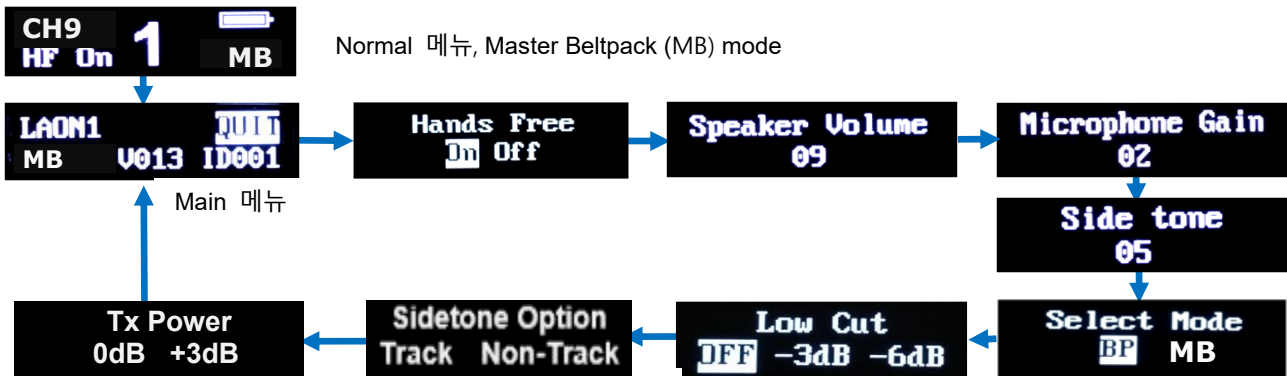 CH9
HF On 1 MB
Normal 메뉴, Master Beltpack (MB) mode
LAON1 QUIT
MB V013 ID001
Main 메뉴
Hands Free
On Off
Speaker Volume
09
Microphone Gain
02
Side tone
05
Select Mode
BP MB
Low Cut
OFF -3dB -6dB
Sidetone Option
Track Non-Track
Tx Power
0dB +3dB